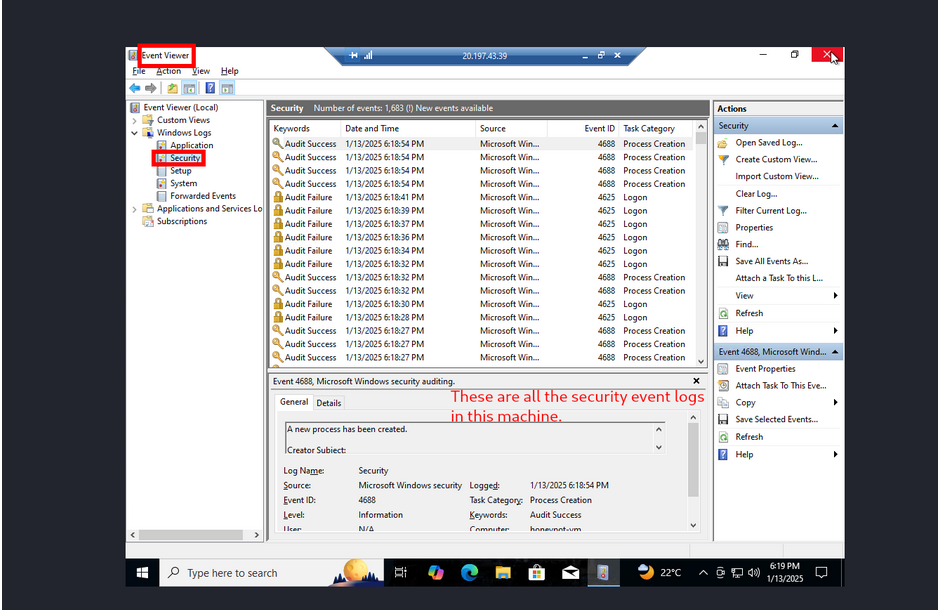 Event Viewer
20.197.43.39
File Action View Help
Event Viewer (Local)
Custom Views
Windows Logs
Application
Security
Setup
System
Forwarded Events
Applications and Services Lo
Subscriptions
Security Number of events: 1,683 (!) New events available
Keywords Date and Time Source Event ID Task Category
Audit Success 1/13/2025 6:18:54 PM Microsoft Win... 4688 Process Creation
Audit Success 1/13/2025 6:18:54 PM Microsoft Win... 4688 Process Creation
Audit Success 1/13/2025 6:18:54 PM Microsoft Win... 4688 Process Creation
Audit Success 1/13/2025 6:18:54 PM Microsoft Win... 4688 Process Creation
Audit Failure 1/13/2025 6:18:41 PM Microsoft Win... 4625 Logon
Audit Failure 1/13/2025 6:18:39 PM Microsoft Win... 4625 Logon
Audit Failure 1/13/2025 6:18:37 PM Microsoft Win... 4625 Logon
Audit Failure 1/13/2025 6:18:36 PM Microsoft Win... 4625 Logon
Audit Failure 1/13/2025 6:18:34 PM Microsoft Win... 4625 Logon
Audit Failure 1/13/2025 6:18:32 PM Microsoft Win... 4625 Logon
Audit Success 1/13/2025 6:18:32 PM Microsoft Win... 4688 Process Creation
Audit Success 1/13/2025 6:18:32 PM Microsoft Win... 4688 Process Creation
Audit Failure 1/13/2025 6:18:30 PM Microsoft Win... 4625 Logon
Audit Failure 1/13/2025 6:18:28 PM Microsoft Win... 4625 Logon
Audit Success 1/13/2025 6:18:27 PM Microsoft Win... 4688 Process Creation
Audit Success 1/13/2025 6:18:27 PM Microsoft Win... 4688 Process Creation
Audit Success 1/13/2025 6:18:27 PM Microsoft Win... 4688 Process Creation
Event 4688, Microsoft Windows security auditing.
General Details
These are all the security event logs
in this machine.
A new process has been created.
Creator Subject:
Log Name: Security
Source: Microsoft Windows security Logged: 1/13/2025 6:18:54 PM
Event ID: 4688 Task Category: Process Creation
Level: Information Keywords: Audit Success
User: N/A Computer: honeypot-vm
Actions
Security
Open Saved Log...
Create Custom View...
Import Custom View...
Clear Log...
Filter Current Log...
Properties
Find...
Save All Events As...
Attach a Task To this L...
View
Refresh
Help
Event 4688, Microsoft Wind...
Event Properties
Attach Task To This Eve...
Copy
Save Selected Events...
Refresh
Help
Type here to search
22°C
6:19 PM
1/13/2025